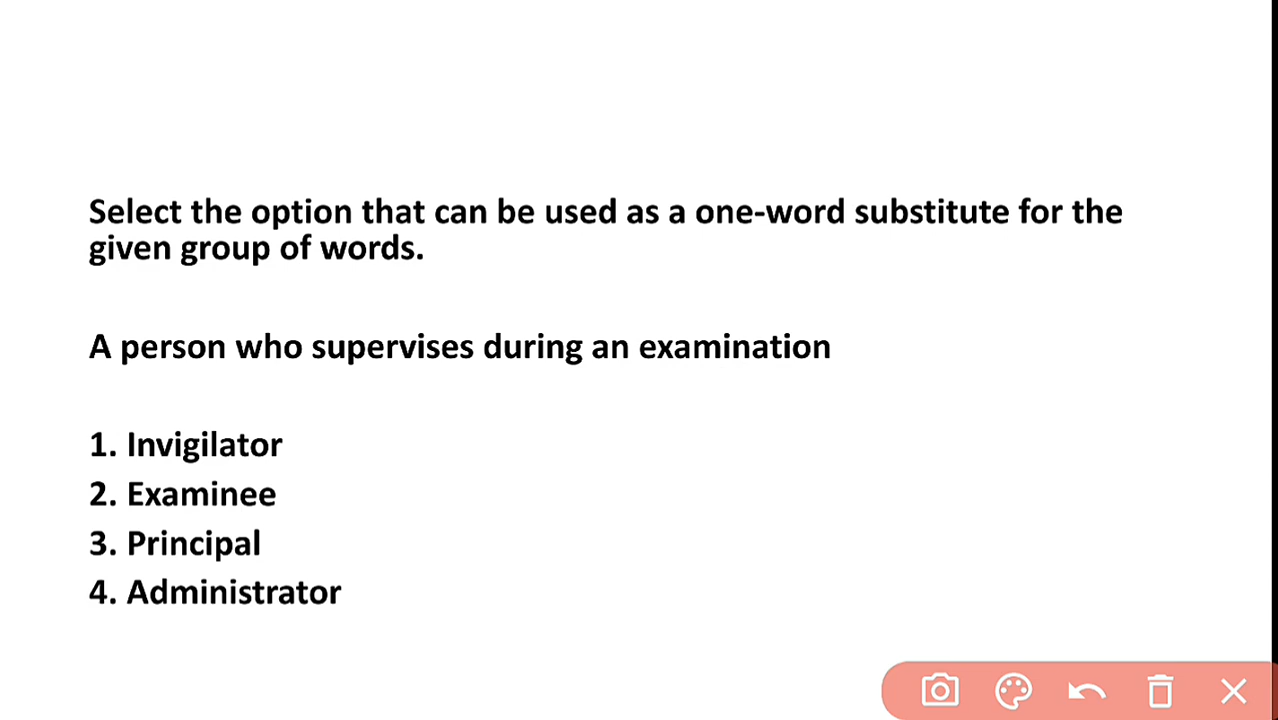 Select the option that can be used as a one-word substitute for the
given group of words.
A person who supervises during an examination
1. Invigilator
2. Examinee
3. Principal
4. Administrator